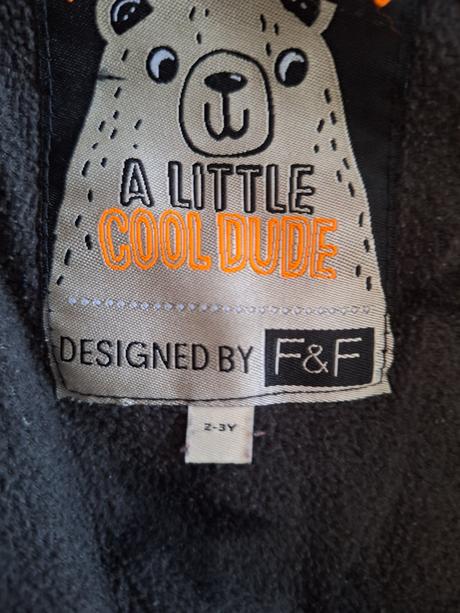 A LITTLE
COOL DUDE
DESIGNED BY F&F
2-3Y